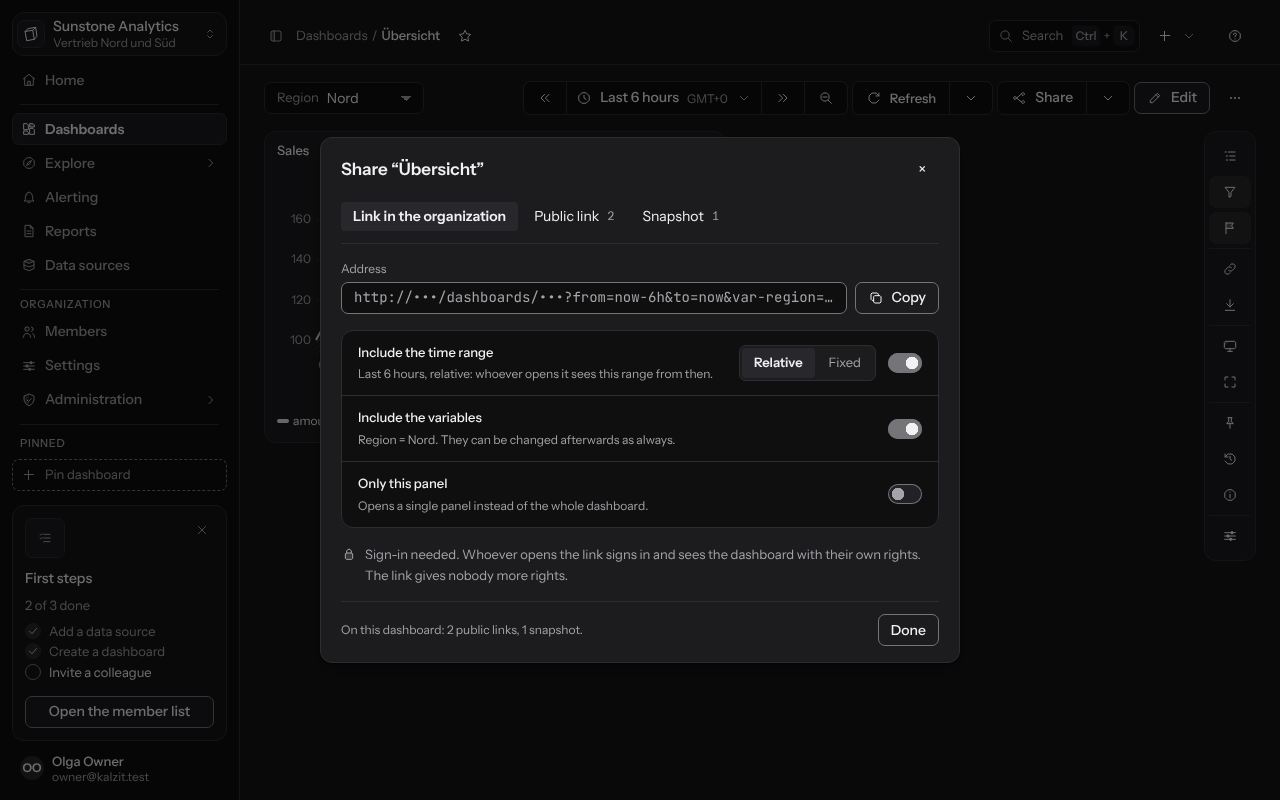 Sunstone Analytics
Vertrieb Nord und Süd
Home
Dashboards
Explore
Alerting
Reports
Data sources
ORGANIZATION
Members
Settings
Administration
PINNED
Pin dashboard
First steps
2 of 3 done
Add a data source
Create a dashboard
Invite a colleague
Open the member list
OO
Olga Owner
owner@kalzit.test
Dashboards / Übersicht
Search Ctrl + K
Region Nord
Last 6 hours GMT+0
Refresh
Share
Edit
Sales
160
140
120
100
Share “Übersicht”
Link in the organization
Public link 2
Snapshot 1
Address
http://•••/dashboards/•••?from=now-6h&to=now&var-region=…
Copy
Include the time range
Last 6 hours, relative: whoever opens it sees this range from then.
Relative
Fixed
Include the variables
Region = Nord. They can be changed afterwards as always.
Only this panel
Opens a single panel instead of the whole dashboard.
Sign-in needed. Whoever opens the link signs in and sees the dashboard with their own rights.
The link gives nobody more rights.
On this dashboard: 2 public links, 1 snapshot.
Done